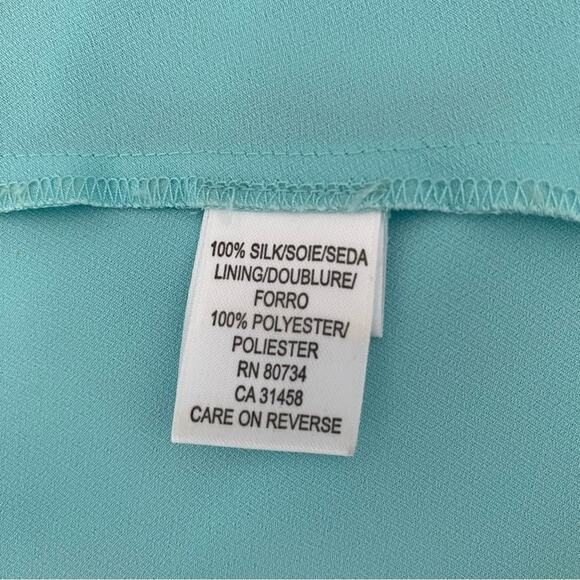 100% SILK/SOIE/SEDA
LINING/DOUBLURE/
FORRO
100% POLYESTER/
POLIESTER
RN 80734
CA 31458
CARE ON REVERSE